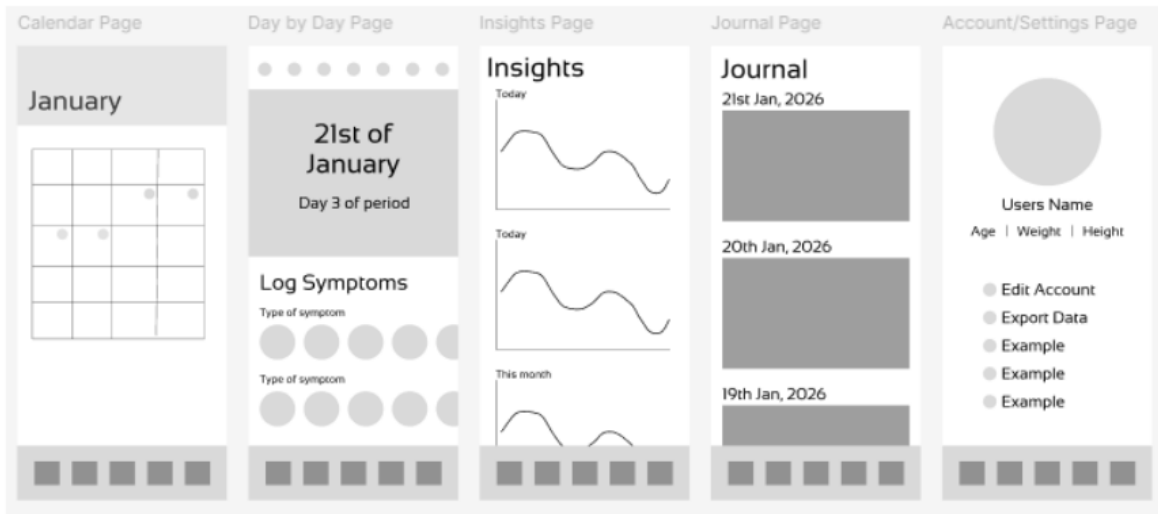 Calendar Page
January
Day by Day Page
21st of
January
Day 3 of period
Log Symptoms
Type of symptom
Type of symptom
Insights Page
Insights
Today
Today
This month
Journal Page
Journal
21st Jan, 2026
20th Jan, 2026
19th Jan, 2026
Account/Settings Page
Users Name
Age | Weight | Height
Edit Account
Export Data
Example
Example
Example